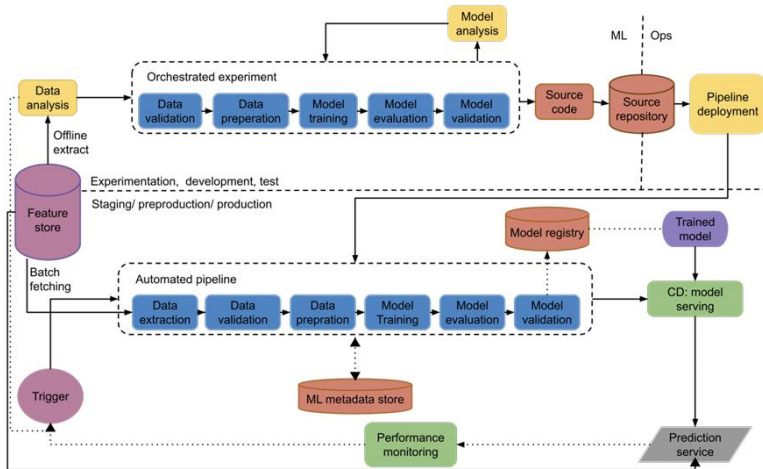 Model
analysis
ML
Ops
Data
analysis
Orchestrated experiment
Data
validation
Data
preperation
Model
training
Model
evaluation
Model
validation
Source
code
Source
repository
Pipeline
deployment
Offline
extract
Experimentation, development, test
Staging/ preproduction/ production
Feature
store
Model registry
Trained
model
Batch
fetching
Automated pipeline
Data
extraction
Data
validation
Data
prepration
Model
Training
Model
evaluation
Model
validation
CD: model
serving
Trigger
ML metadata store
Performance
monitoring
Prediction
service